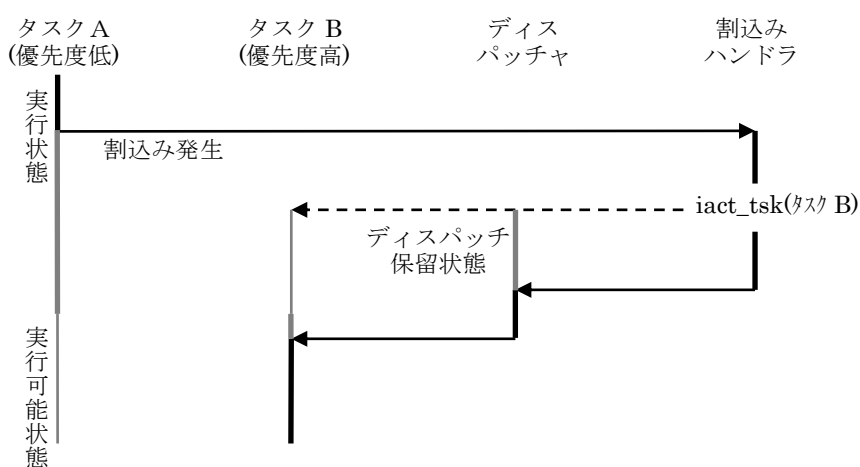 タスク A
(優先度低)
タスク B
(優先度高)
ディス
パッチャ
割込み
ハンドラ
実行状態
割込み発生
iact_tsk(ﾀｽｸ B)
ディスパッチ
保留状態
実行可能状態